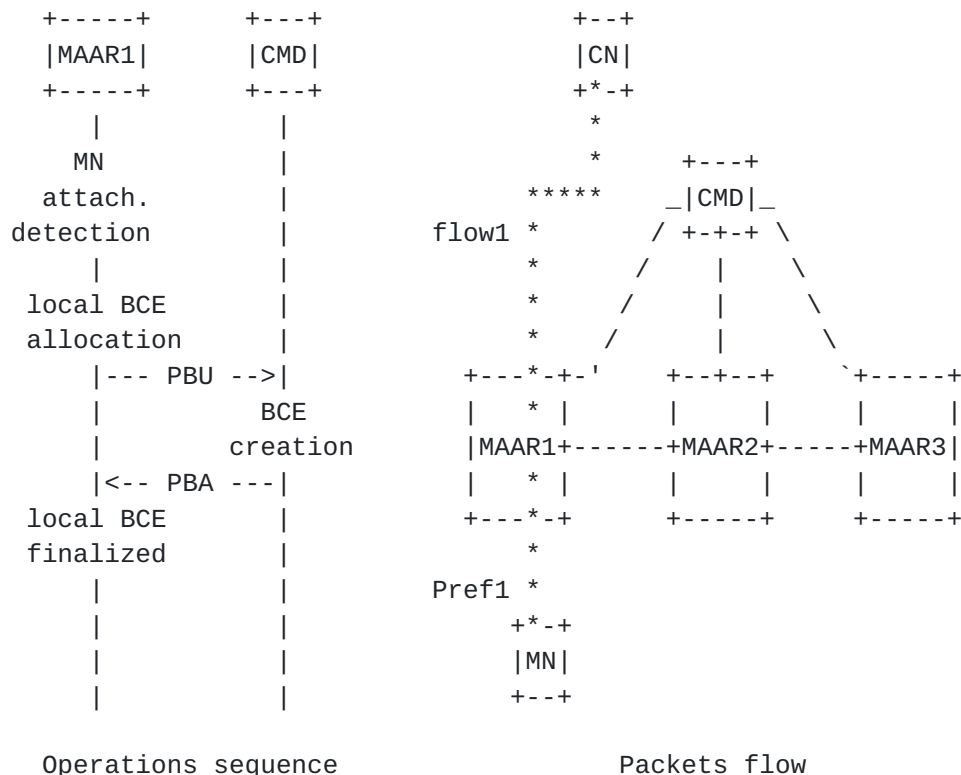 +-----+      +---+                +--+
|MAAR1|      |CMD|                |CN|
+-----+      +---+                +*-+
   |            |                   *
  MN            |                   *     +---+
attach.         |               *****    _|CMD|_
detection       |         flow1 *       / +-+-+ \
   |            |               *      /    |    \
local BCE       |               *     /     |     \
allocation      |               *    /      |      \
   |--- PBU -->|           +---*-+-'    +--+--+     `+-----+
   |           BCE         |   * |      |     |      |     |
   |         creation      |MAAR1+------+MAAR2+-----+MAAR3|
   |<-- PBA ---|           |   * |      |     |      |     |
local BCE       |          +---*-+      +-----+     +-----+
finalized       |               *
   |            |         Pref1 *
   |            |              +*-+
   |            |              |MN|
   |            |              +--+
Operations sequence                  Packets flow